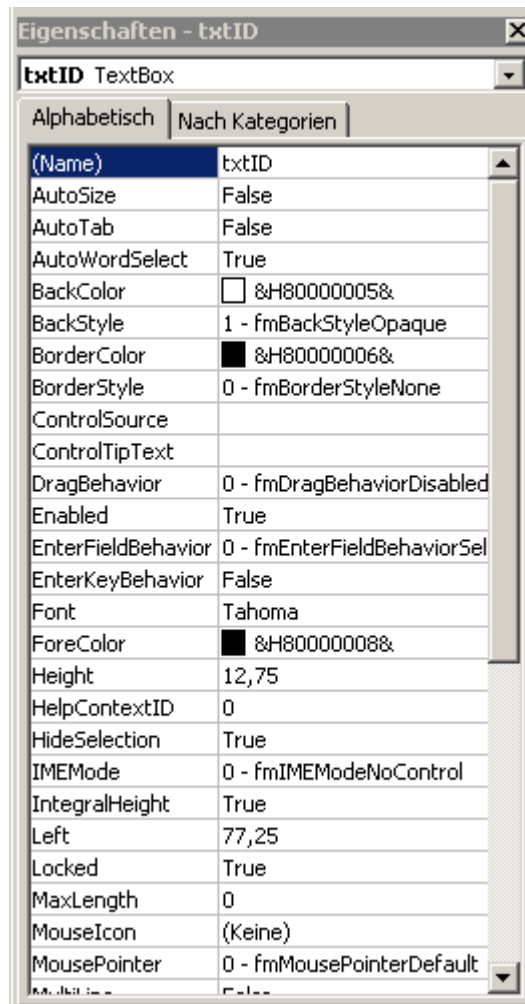 Eigenschaften - txtID
txtID TextBox
Alphabetisch Nach Kategorien
(Name) txtID
AutoSize False
AutoTab False
AutoWordSelect True
BackColor &H80000005&
BackStyle 1 - fmBackStyleOpaque
BorderColor &H80000006&
BorderStyle 0 - fmBorderStyleNone
ControlSource
ControlTipText
DragBehavior 0 - fmDragBehaviorDisabled
Enabled True
EnterFieldBehavior 0 - fmEnterFieldBehaviorSel
EnterKeyBehavior False
Font Tahoma
ForeColor &H80000008&
Height 12,75
HelpContextID 0
HideSelection True
IMEMode 0 - fmIMEModeNoControl
IntegralHeight True
Left 77,25
Locked True
MaxLength 0
MouseIcon (Keine)
MousePointer 0 - fmMousePointerDefault
MultiLine False